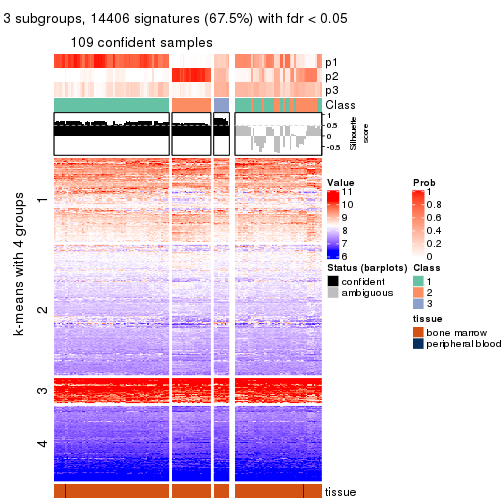 3 subgroups, 14406 signatures (67.5%) with fdr < 0.05
109 confident samples
p1
p2
p3
Class
1
0.5
0
-0.5
Silhouette
score
k-means with 4 groups
1
2
3
4
tissue
Value
11
10
9
8
7
6
Prob
1
0.8
0.6
0.4
0.2
0
Status (barplots)
confident
ambiguous
Class
1
2
3
tissue
bone marrow
peripheral blood